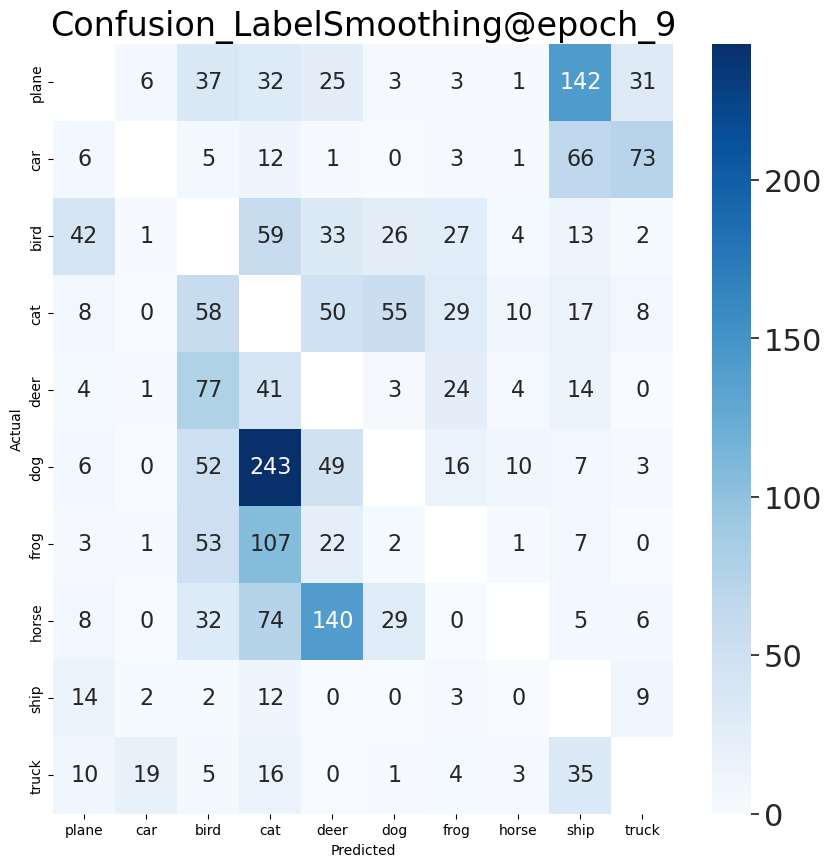 Confusion_LabelSmoothing@epoch_9
plane 6 37 32 25 3 3 1 142 31
car 6 5 12 1 0 3 1 66 73
bird 42 1 59 33 26 27 4 13 2
cat 8 0 58 50 55 29 10 17 8
deer 4 1 77 41 3 24 4 14 0
dog 6 0 52 243 49 16 10 7 3
frog 3 1 53 107 22 2 1 7 0
horse 8 0 32 74 140 29 0 5 6
ship 14 2 2 12 0 0 3 0 9
truck 10 19 5 16 0 1 4 3 35
plane car bird cat deer dog frog horse ship truck
Predicted
Actual
200
150
100
50
0